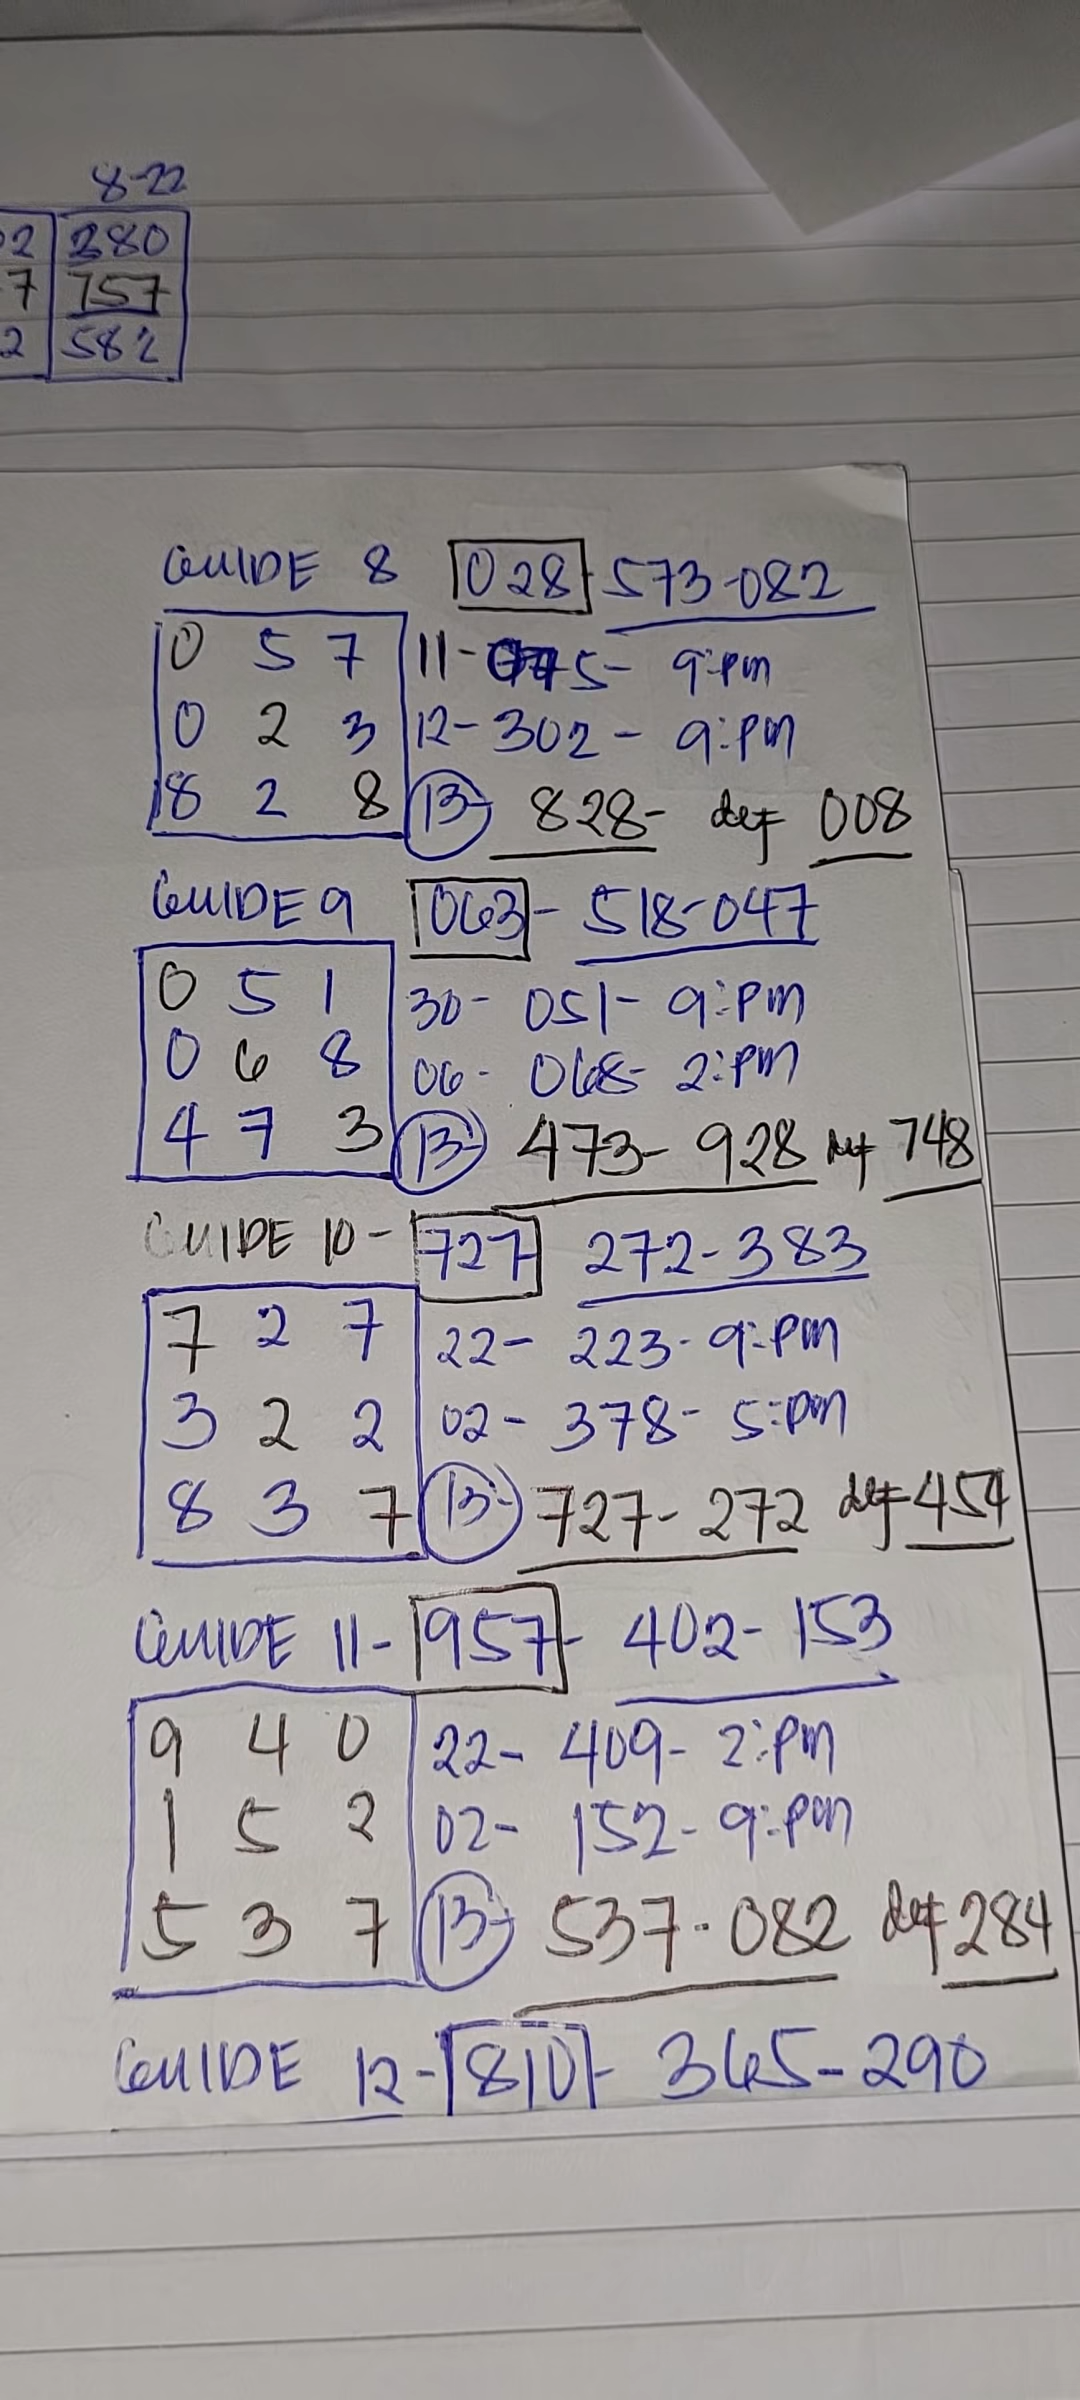 8-22
02 280
7 757
2 582
GUIDE 8 028-573-082
0 5 7 11- 5- 9:pm
0 2 3 12-302- 9:pm
8 2 8 13- 828- def 008
GUIDE 9 063- 518-047
0 5 1 30- 051- 9:pm
0 6 8 06- 068- 2:pm
4 7 3 13- 473- 928 def 748
GUIDE 10- 727 272-383
7 2 7 22- 223- 9:pm
3 2 2 02- 378- 5:pm
8 3 7 13- 727- 272 def 454
GUIDE 11- 957- 402- 153
9 4 0 22- 409- 2:pm
1 5 2 02- 152- 9:pm
5 3 7 13- 537- 082 def 284
GUIDE 12- 810- 365-290